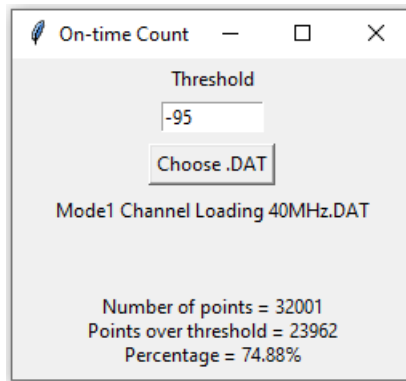 On-time Count
Threshold
-95
Choose .DAT
Mode1 Channel Loading 40MHz.DAT
Number of points = 32001
Points over threshold = 23962
Percentage = 74.88%